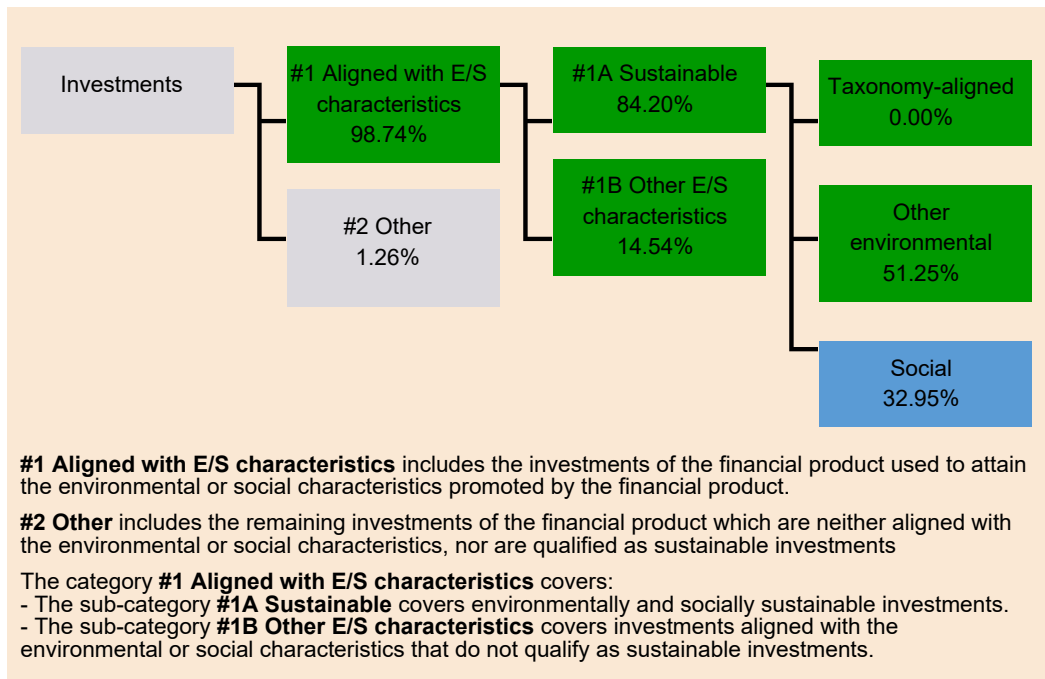 Investments
#1 Aligned with E/S
characteristics
98.74%
#2 Other
1.26%
#1A Sustainable
84.20%
#1B Other E/S
characteristics
14.54%
Taxonomy-aligned
0.00%
Other
environmental
51.25%
Social
32.95%
#1 Aligned with E/S characteristics includes the investments of the financial product used to attain
the environmental or social characteristics promoted by the financial product.
#2 Other includes the remaining investments of the financial product which are neither aligned with
the environmental or social characteristics, nor are qualified as sustainable investments
The category #1 Aligned with E/S characteristics covers:
- The sub-category #1A Sustainable covers environmentally and socially sustainable investments.
- The sub-category #1B Other E/S characteristics covers investments aligned with the
environmental or social characteristics that do not qualify as sustainable investments.